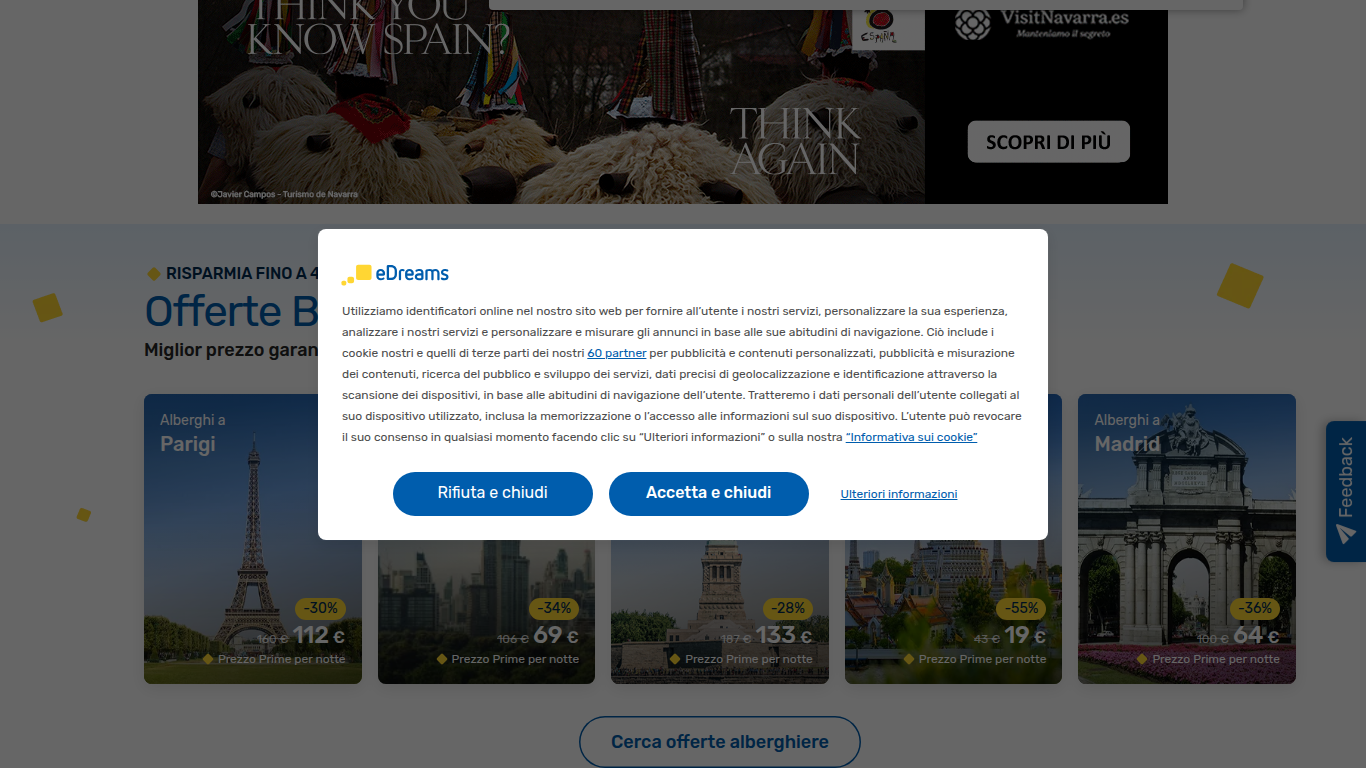 THINK YOU
KNOW SPAIN?
THINK
AGAIN
©Javier Campos - Turismo de Navarra
ESPAÑA
VisitNavarra.es
Manteniamo il segreto
SCOPRI DI PIÙ
RISPARMIA FINO A 4
Offerte B
Miglior prezzo garan
eDreams
Utilizziamo identificatori online nel nostro sito web per fornire all’utente i nostri servizi, personalizzare la sua esperienza,
analizzare i nostri servizi e personalizzare e misurare gli annunci in base alle sue abitudini di navigazione. Ciò include i
cookie nostri e quelli di terze parti dei nostri 60 partner per pubblicità e contenuti personalizzati, pubblicità e misurazione
dei contenuti, ricerca del pubblico e sviluppo dei servizi, dati precisi di geolocalizzazione e identificazione attraverso la
scansione dei dispositivi, in base alle abitudini di navigazione dell’utente. Tratteremo i dati personali dell’utente collegati al
suo dispositivo utilizzato, inclusa la memorizzazione o l’accesso alle informazioni sul suo dispositivo. L’utente può revocare
il suo consenso in qualsiasi momento facendo clic su “Ulteriori informazioni” o sulla nostra “Informativa sui cookie”
Rifiuta e chiudi
Accetta e chiudi
Ulteriori informazioni
Alberghi a
Parigi
-30%
160 € 112 €
Prezzo Prime per notte
-34%
106 € 69 €
Prezzo Prime per notte
-28%
187 € 133 €
Prezzo Prime per notte
-55%
43 € 19 €
Prezzo Prime per notte
Alberghi a
Madrid
-36%
100 € 64 €
Prezzo Prime per notte
Feedback
Cerca offerte alberghiere